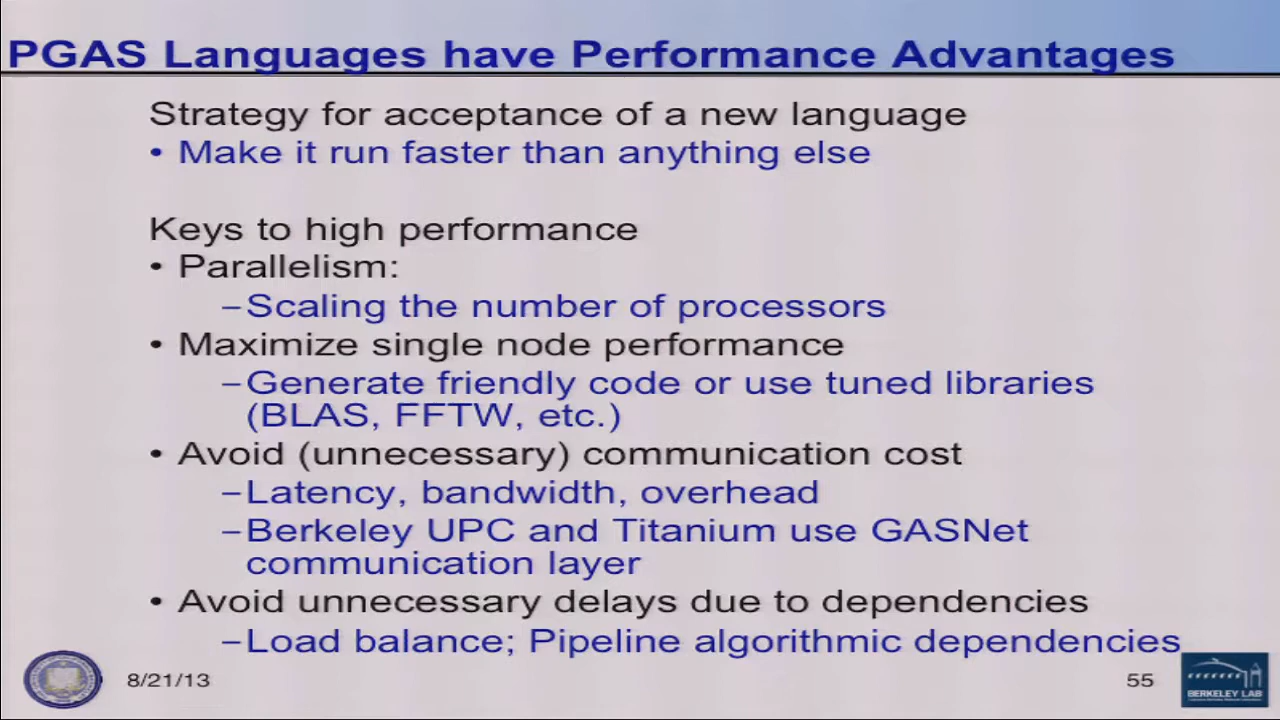 PGAS Languages have Performance Advantages
Strategy for acceptance of a new language
• Make it run faster than anything else
Keys to high performance
• Parallelism:
–Scaling the number of processors
• Maximize single node performance
–Generate friendly code or use tuned libraries
(BLAS, FFTW, etc.)
• Avoid (unnecessary) communication cost
–Latency, bandwidth, overhead
–Berkeley UPC and Titanium use GASNet
communication layer
• Avoid unnecessary delays due to dependencies
–Load balance; Pipeline algorithmic dependencies
8/21/13
55
BERKELEY LAB